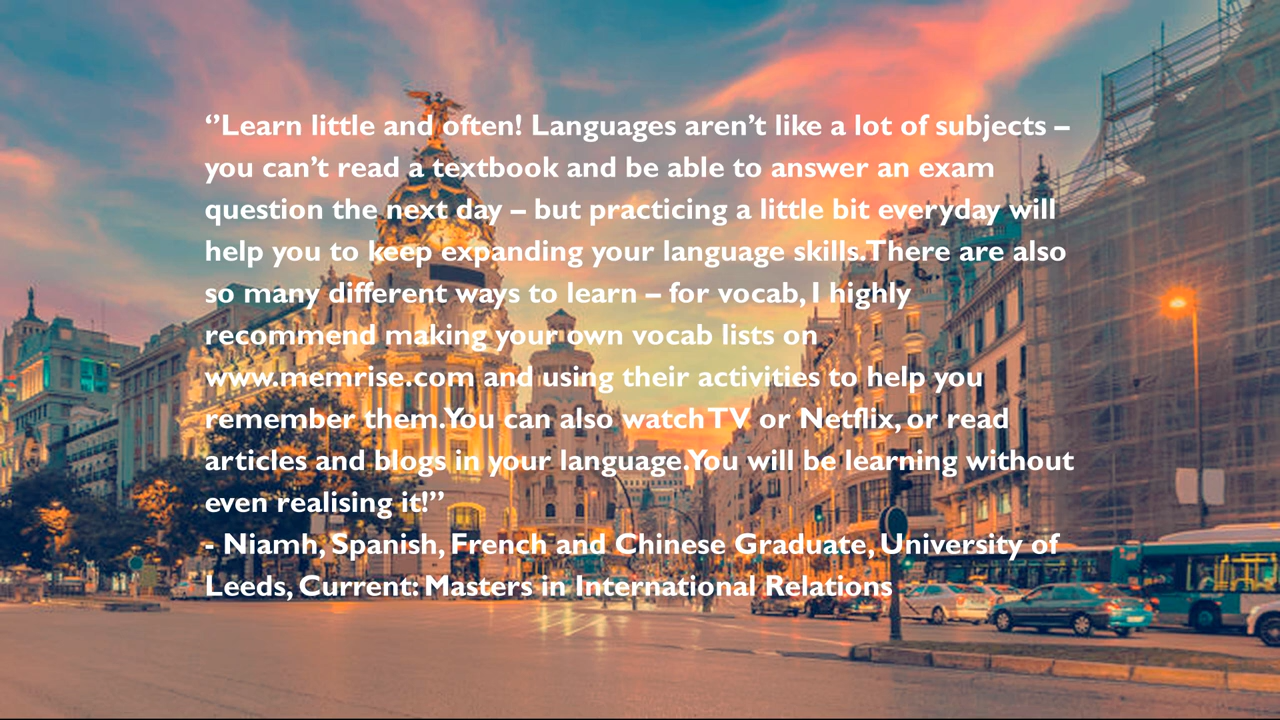 ‘’Learn little and often! Languages aren’t like a lot of subjects –
you can’t read a textbook and be able to answer an exam
question the next day – but practicing a little bit everyday will
help you to keep expanding your language skills. There are also
so many different ways to learn – for vocab, I highly
recommend making your own vocab lists on
www.memrise.com and using their activities to help you
remember them. You can also watch TV or Netflix, or read
articles and blogs in your language. You will be learning without
even realising it!’’
- Niamh, Spanish, French and Chinese Graduate, University of
Leeds, Current: Masters in International Relations